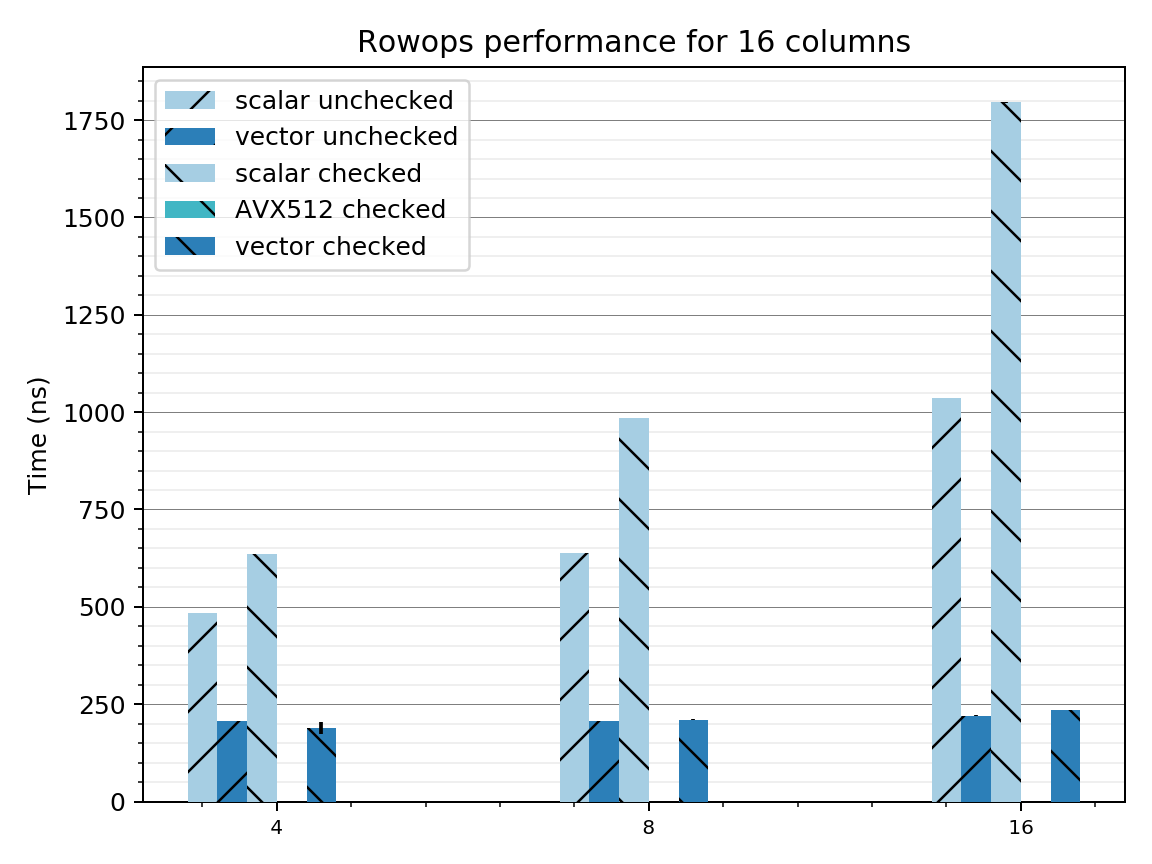 Rowops performance for 16 columns
scalar unchecked
vector unchecked
scalar checked
AVX512 checked
vector checked
Time (ns)
1750
1500
1250
1000
750
500
250
0
4 8 16